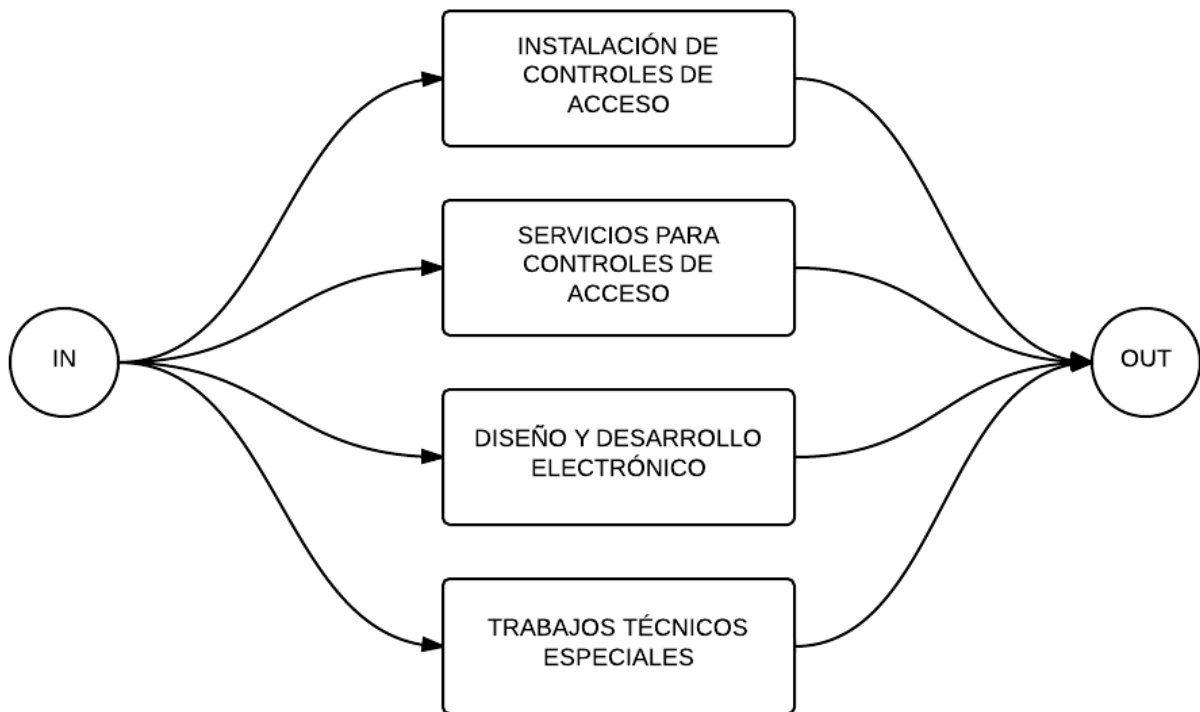 INSTALACIÓN DE
CONTROLES DE
ACCESO
SERVICIOS PARA
CONTROLES DE
ACCESO
IN
OUT
DISEÑO Y DESARROLLO
ELECTRÓNICO
TRABAJOS TÉCNICOS
ESPECIALES